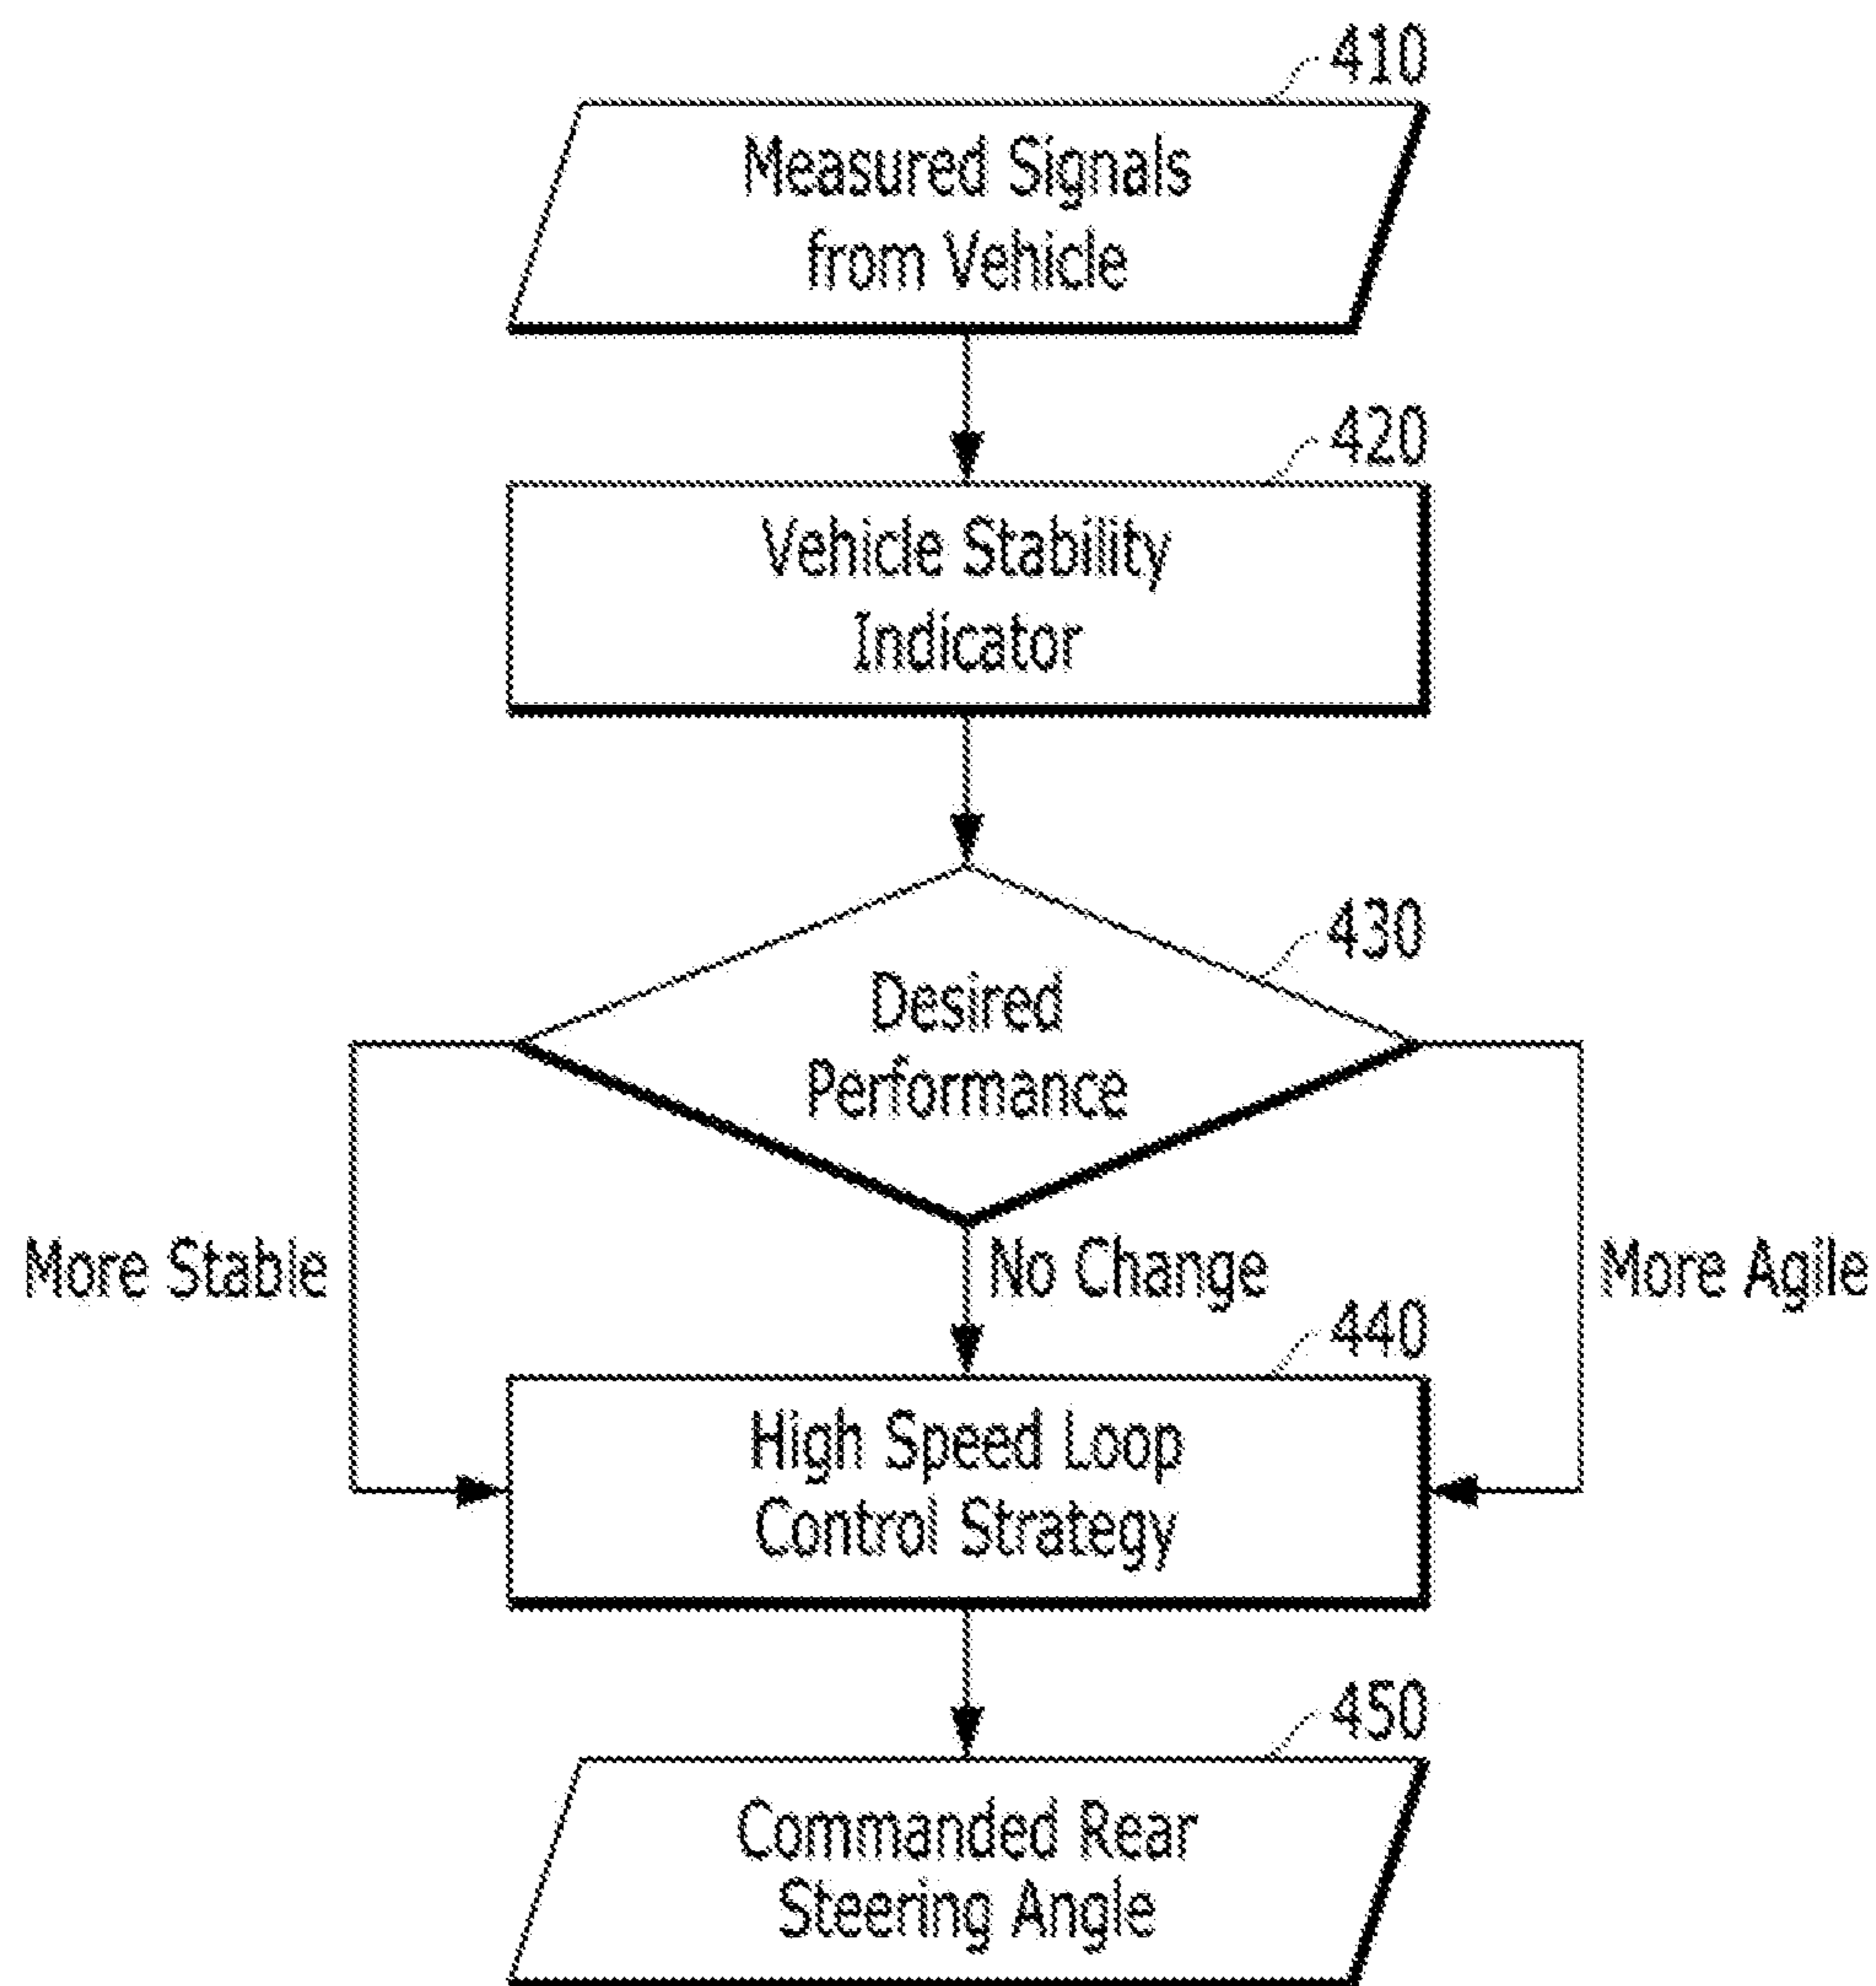 410
Measured Signals
from Vehicle
420
Vehicle Stability
Indicator
430
Desired
Performance
More Stable
No Change
More Agile
440
High Speed Loop
Control Strategy
450
Commanded Rear
Steering Angle